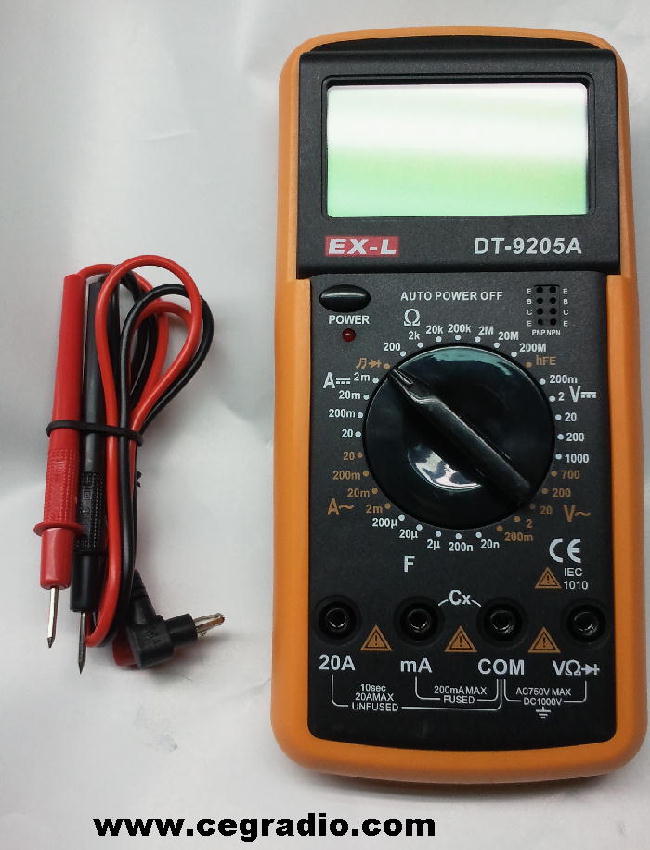 EX-L DT-9205A
AUTO POWER OFF
POWER
E B C E
E B C E
PNP NPN
Ω
200 2k 20k 200k 2M 20M 200M
hFE
A⎓ 2m 20m 200m 20
20 200m 20m 2m A~
200m 2 20 200 1000 V⎓
700 200 20 2 200m V~
200µ 20µ 2µ 200n 20n
F
CE
IEC
1010
Cx
20A mA COM VΩ
10sec
20AMAX
UNFUSED
200mA MAX
FUSED
AC750V MAX
DC1000V
www.cegradio.com